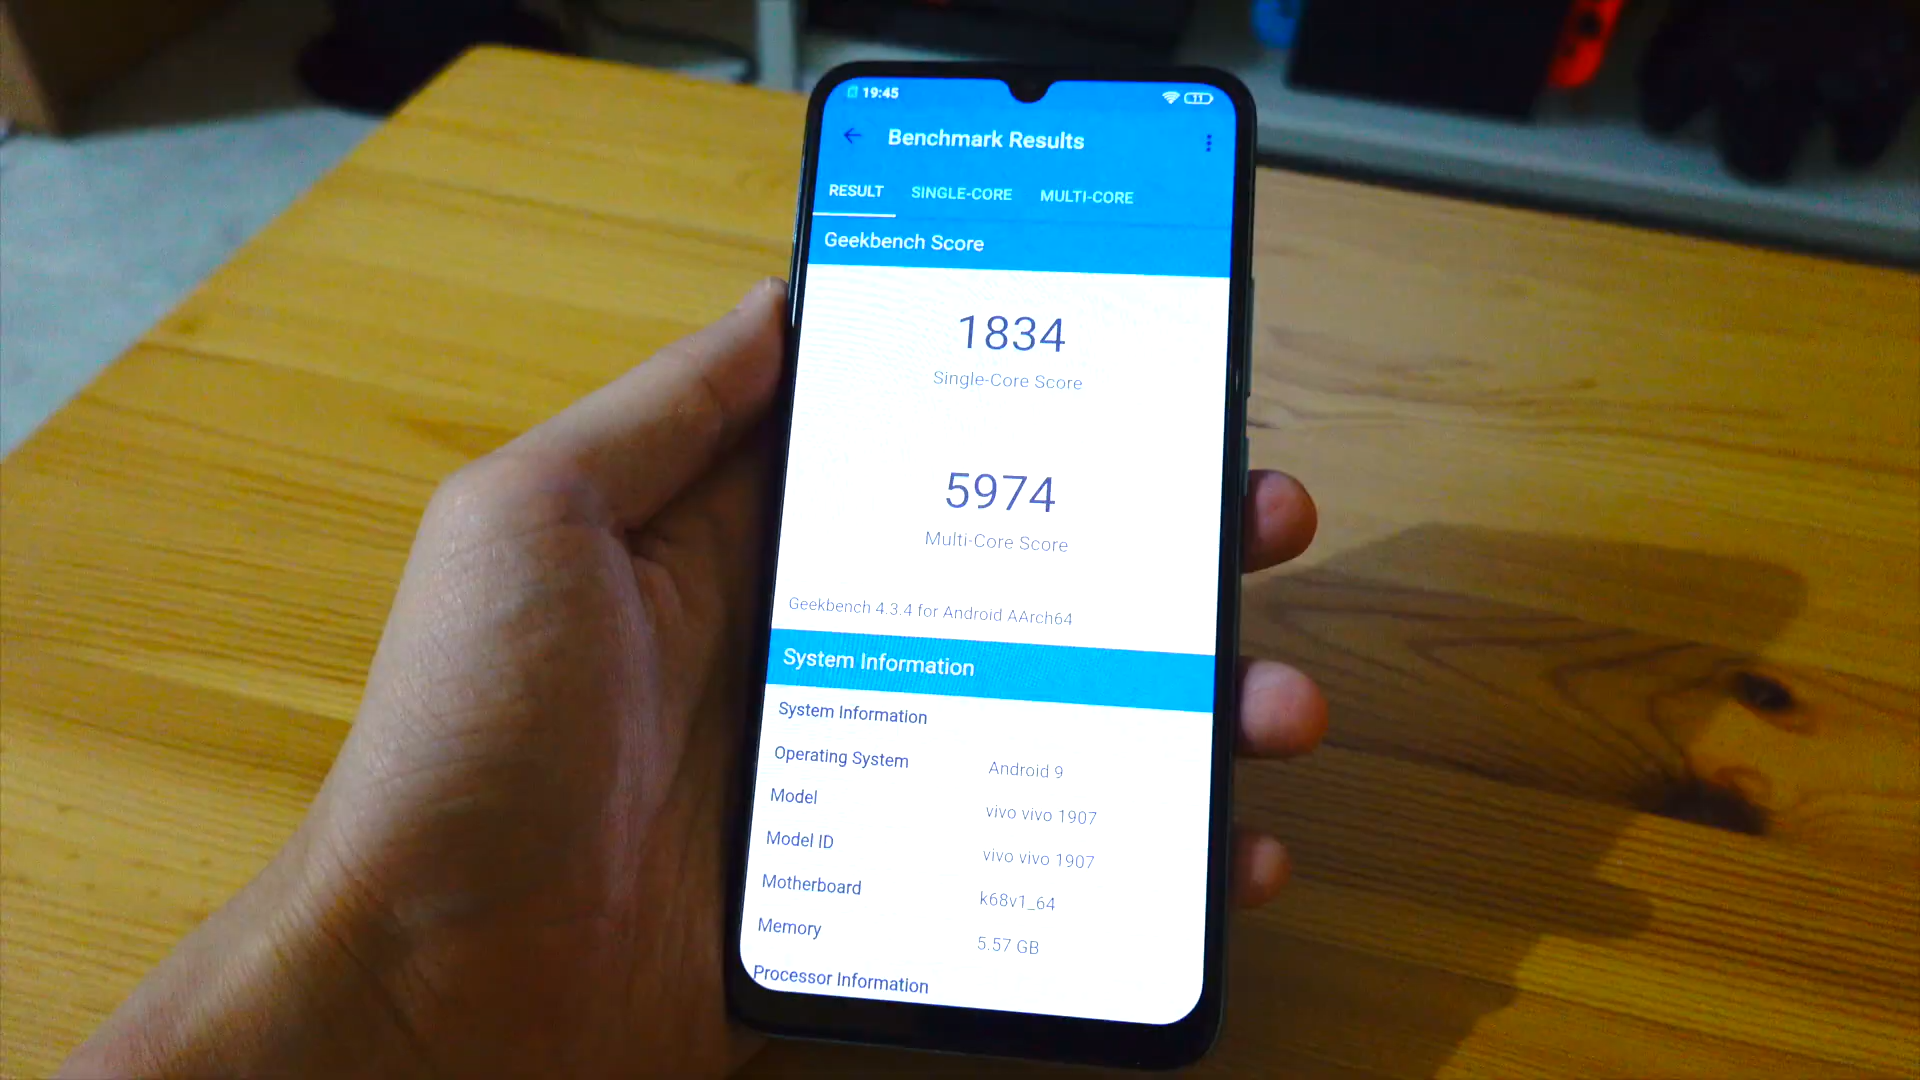 19:45
11
Benchmark Results
RESULT SINGLE-CORE MULTI-CORE
Geekbench Score
1834
Single-Core Score
5974
Multi-Core Score
Geekbench 4.3.4 for Android AArch64
System Information
System Information
Operating System Android 9
Model vivo vivo 1907
Model ID vivo vivo 1907
Motherboard k68v1_64
Memory 5.57 GB
Processor Information